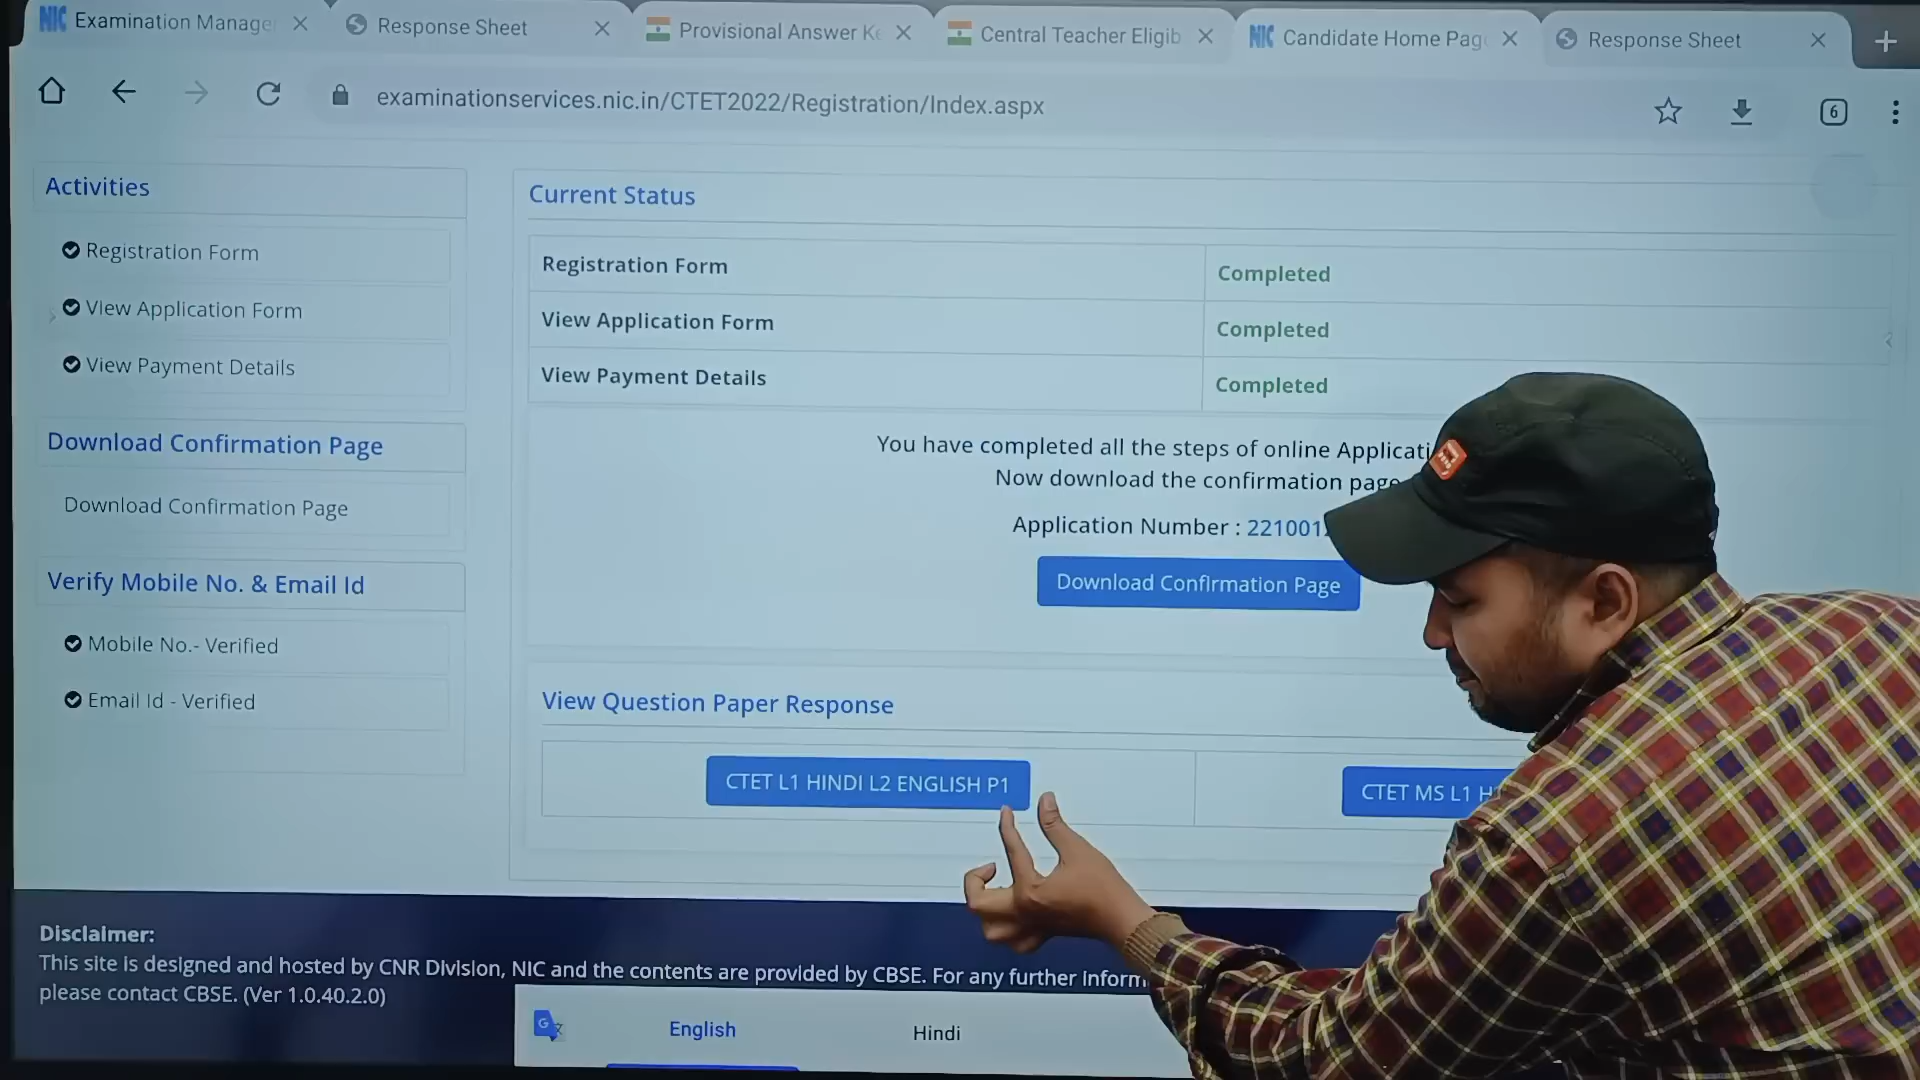 NIC Examination Manage
Response Sheet
Provisional Answer Ke
Central Teacher Eligib
NIC Candidate Home Pag
Response Sheet
examinationservices.nic.in/CTET2022/Registration/Index.aspx
6
Activities
Registration Form
View Application Form
View Payment Details
Download Confirmation Page
Download Confirmation Page
Verify Mobile No. & Email Id
Mobile No.- Verified
Email Id - Verified
Current Status
Registration Form Completed
View Application Form Completed
View Payment Details Completed
You have completed all the steps of online Applicati
Now download the confirmation page
Application Number : 221001
Download Confirmation Page
View Question Paper Response
CTET L1 HINDI L2 ENGLISH P1
CTET MS L1 H
Disclaimer:
This site is designed and hosted by CNR Division, NIC and the contents are provided by CBSE. For any further inform
please contact CBSE. (Ver 1.0.40.2.0)
G
English
Hindi